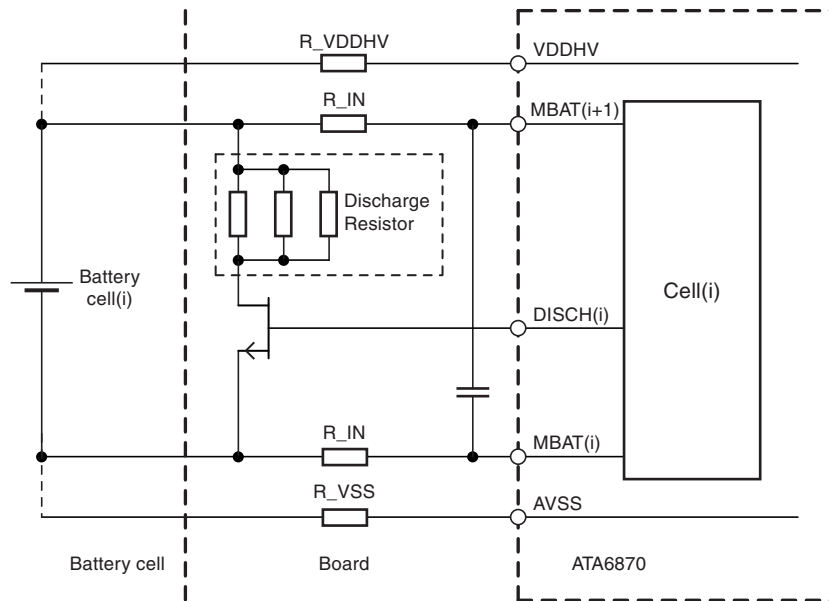 R_VDDHV
VDDHV
R_IN
MBAT(i+1)
Discharge
Resistor
Battery
cell(i)
Cell(i)
DISCH(i)
R_IN
MBAT(i)
R_VSS
AVSS
Battery cell
Board
ATA6870